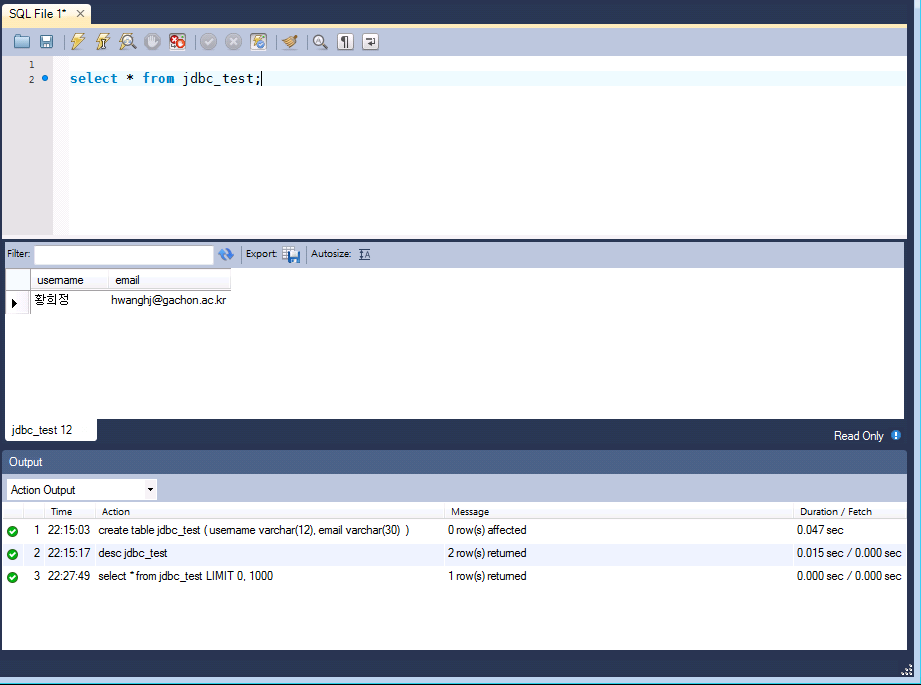 SQL File 1*
1
2
select * from jdbc_test;
Filter:
Export:
Autosize:
username email
황희정 hwanghj@gachon.ac.kr
jdbc_test 12
Read Only
Output
Action Output
Time Action Message Duration / Fetch
1 22:15:03 create table jdbc_test ( username varchar(12), email varchar(30) ) 0 row(s) affected 0.047 sec
2 22:15:17 desc jdbc_test 2 row(s) returned 0.015 sec / 0.000 sec
3 22:27:49 select * from jdbc_test LIMIT 0, 1000 1 row(s) returned 0.000 sec / 0.000 sec